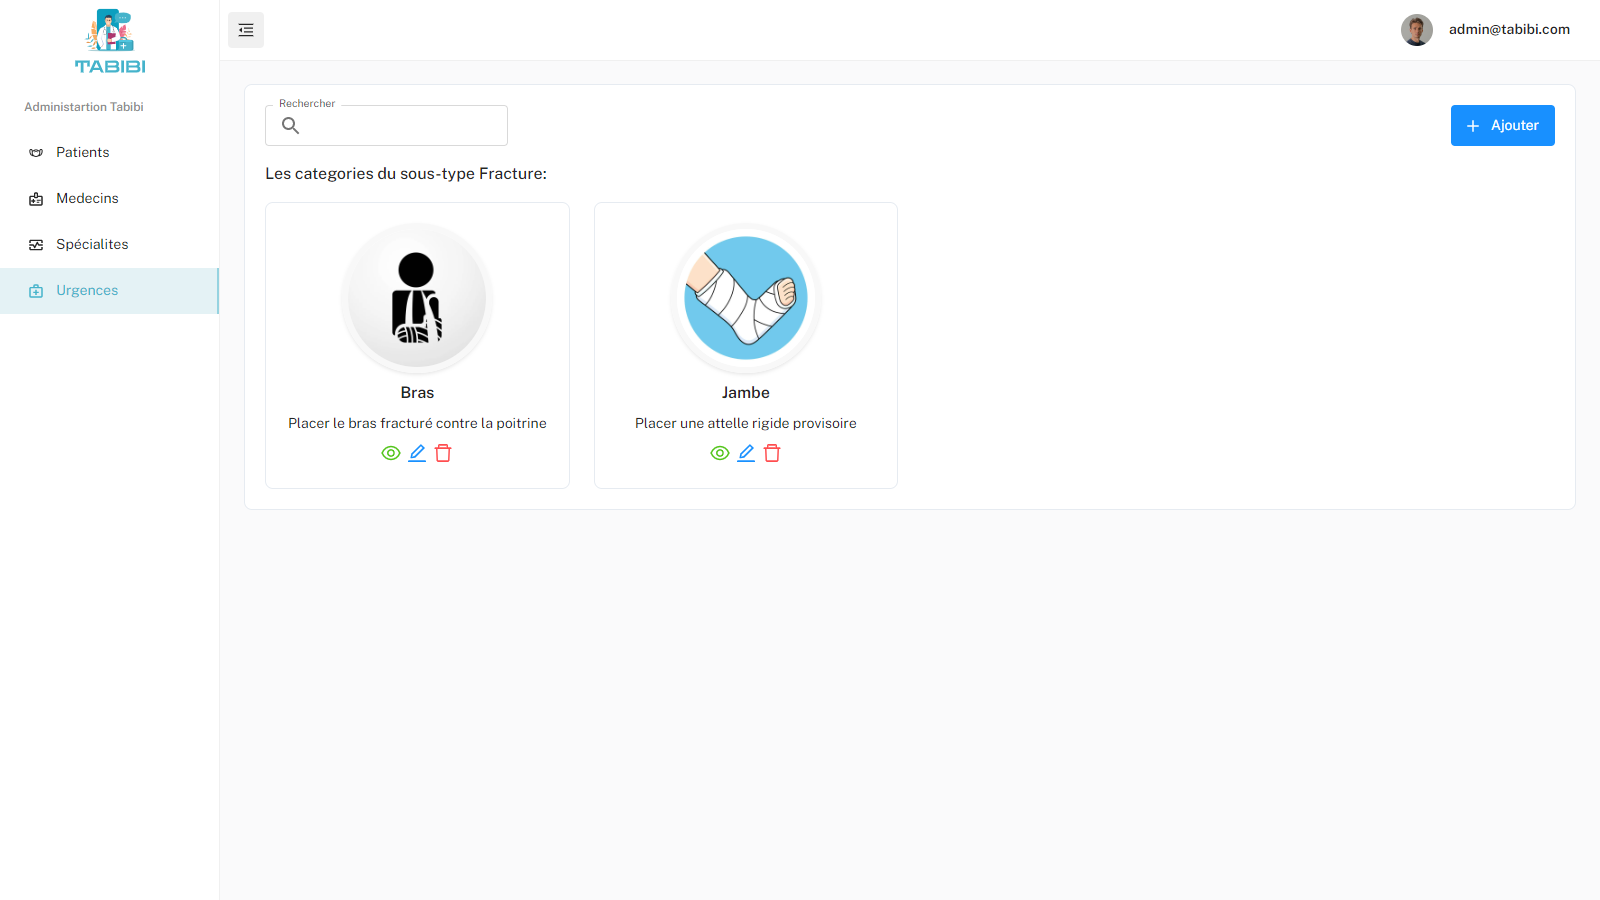 TABIBI
admin@tabibi.com
Administartion Tabibi
Patients
Medecins
Spécialites
Urgences
Rechercher
Ajouter
Les categories du sous-type Fracture:
Bras
Placer le bras fracturé contre la poitrine
Jambe
Placer une attelle rigide provisoire